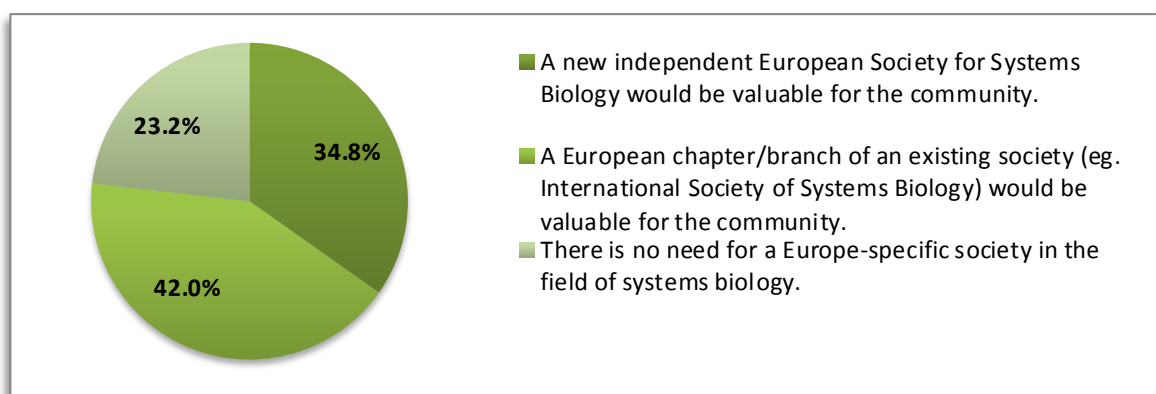 23.2%
34.8%
42.0%
A new independent European Society for Systems
Biology would be valuable for the community.
A European chapter/branch of an existing society (eg.
International Society of Systems Biology) would be
valuable for the community.
There is no need for a Europe-specific society in the
field of systems biology.